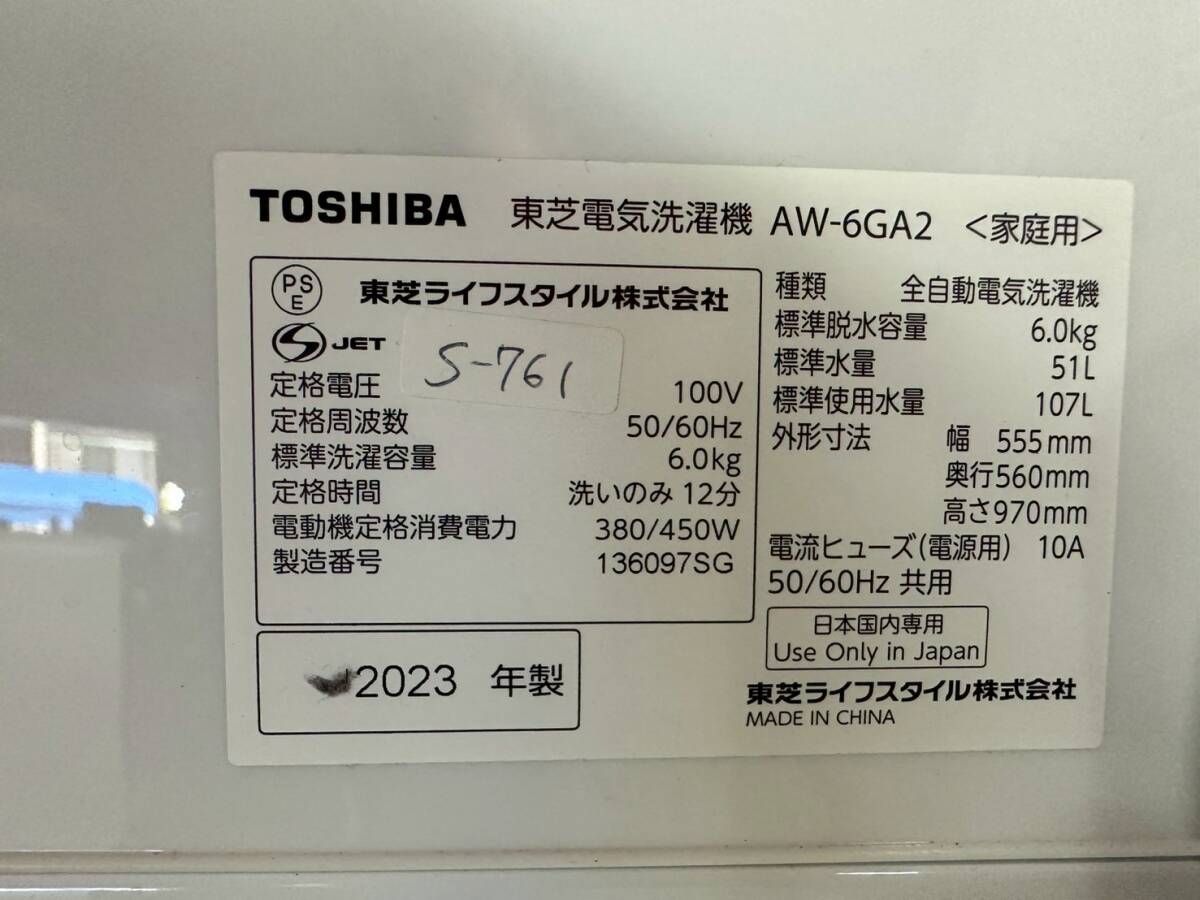 TOSHIBA 東芝電気洗濯機 AW-6GA2 <家庭用>
PSE 東芝ライフスタイル株式会社
S JET
S-761
定格電圧 100V
定格周波数 50/60Hz
標準洗濯容量 6.0kg
定格時間 洗いのみ 12分
電動機定格消費電力 380/450W
製造番号 136097SG
2023 年製
種類 全自動電気洗濯機
標準脱水容量 6.0kg
標準水量 51L
標準使用水量 107L
外形寸法 幅 555mm
奥行560mm
高さ970mm
電流ヒューズ(電源用) 10A
50/60Hz 共用
日本国内専用
Use Only in Japan
東芝ライフスタイル株式会社
MADE IN CHINA